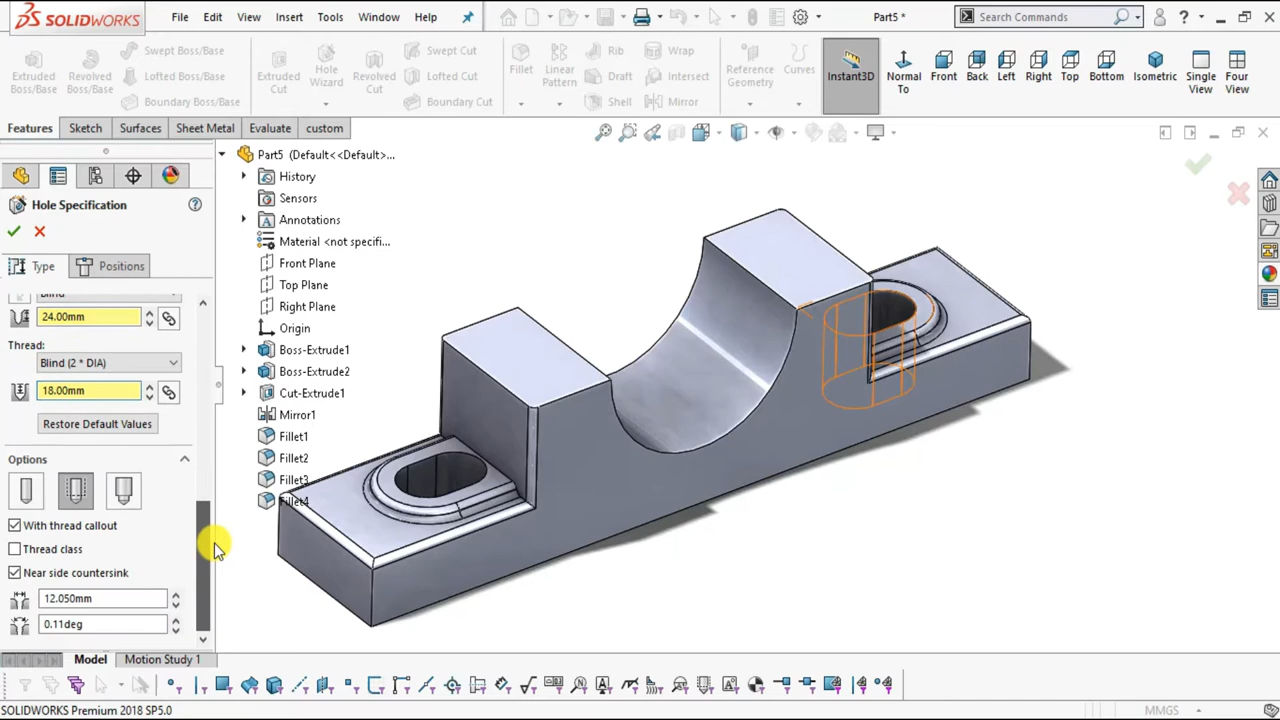 SOLIDWORKS
File Edit View Insert Tools Window Help
Part5 *
Search Commands
Extruded Boss/Base
Revolved Boss/Base
Swept Boss/Base
Lofted Boss/Base
Boundary Boss/Base
Extruded Cut
Hole Wizard
Revolved Cut
Swept Cut
Lofted Cut
Boundary Cut
Fillet
Linear Pattern
Rib
Draft
Shell
Wrap
Intersect
Mirror
Reference Geometry
Curves
Instant3D
Normal To
Front
Back
Left
Right
Top
Bottom
Isometric
Single View
Four View
Features Sketch Surfaces Sheet Metal Evaluate custom
Hole Specification
Type Positions
Blind
24.00mm
Thread:
Blind (2 * DIA)
18.00mm
Restore Default Values
Options
With thread callout
Thread class
Near side countersink
12.050mm
0.11deg
Part5 (Default<<Default>...
History
Sensors
Annotations
Material <not specifi...
Front Plane
Top Plane
Right Plane
Origin
Boss-Extrude1
Boss-Extrude2
Cut-Extrude1
Mirror1
Fillet1
Fillet2
Fillet3
Fillet4
Model Motion Study 1
SOLIDWORKS Premium 2018 SP5.0
MMGS